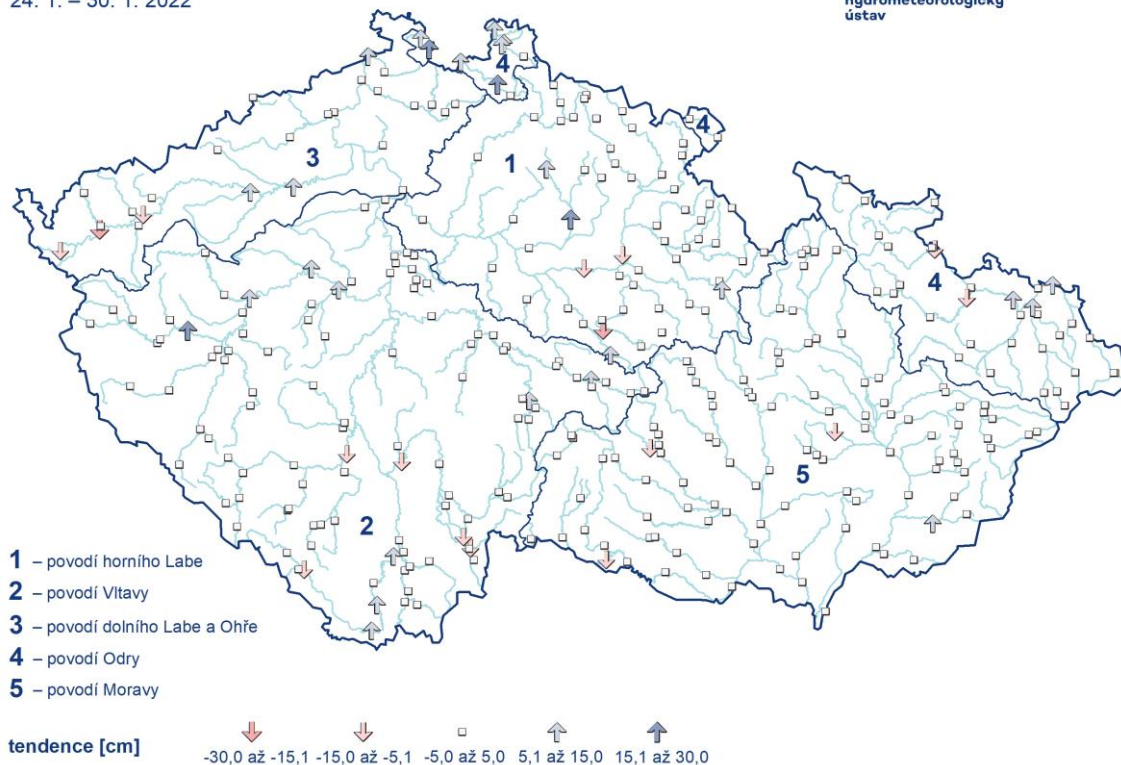 24. 1. – 30. 1. 2022
hydrometeorologický
ústav
4
4
3
1
4
5
2
1 – povodí horního Labe
2 – povodí Vltavy
3 – povodí dolního Labe a Ohře
4 – povodí Odry
5 – povodí Moravy
tendence [cm]
-30,0 až -15,1 -15,0 až -5,1 -5,0 až 5,0 5,1 až 15,0 15,1 až 30,0